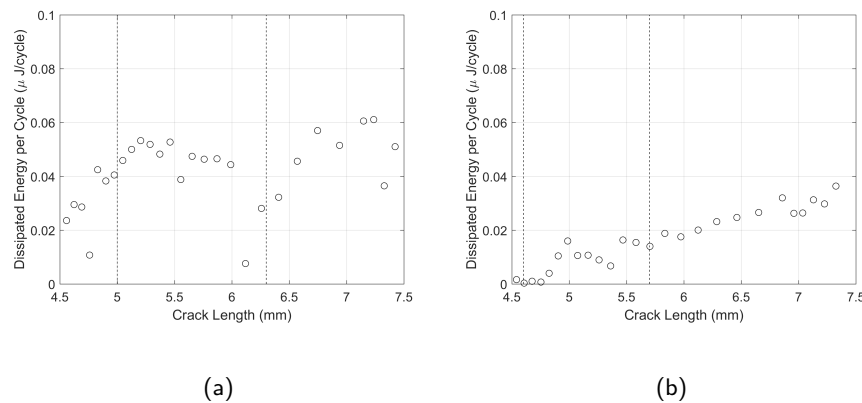 Dissipated Energy per Cycle (μ J/cycle)
0.1
0.08
0.06
0.04
0.02
0
4.5 5 5.5 6 6.5 7 7.5
Crack Length (mm)
(a)
Dissipated Energy per Cycle (μ J/cycle)
0.1
0.08
0.06
0.04
0.02
0
4.5 5 5.5 6 6.5 7 7.5
Crack Length (mm)
(b)